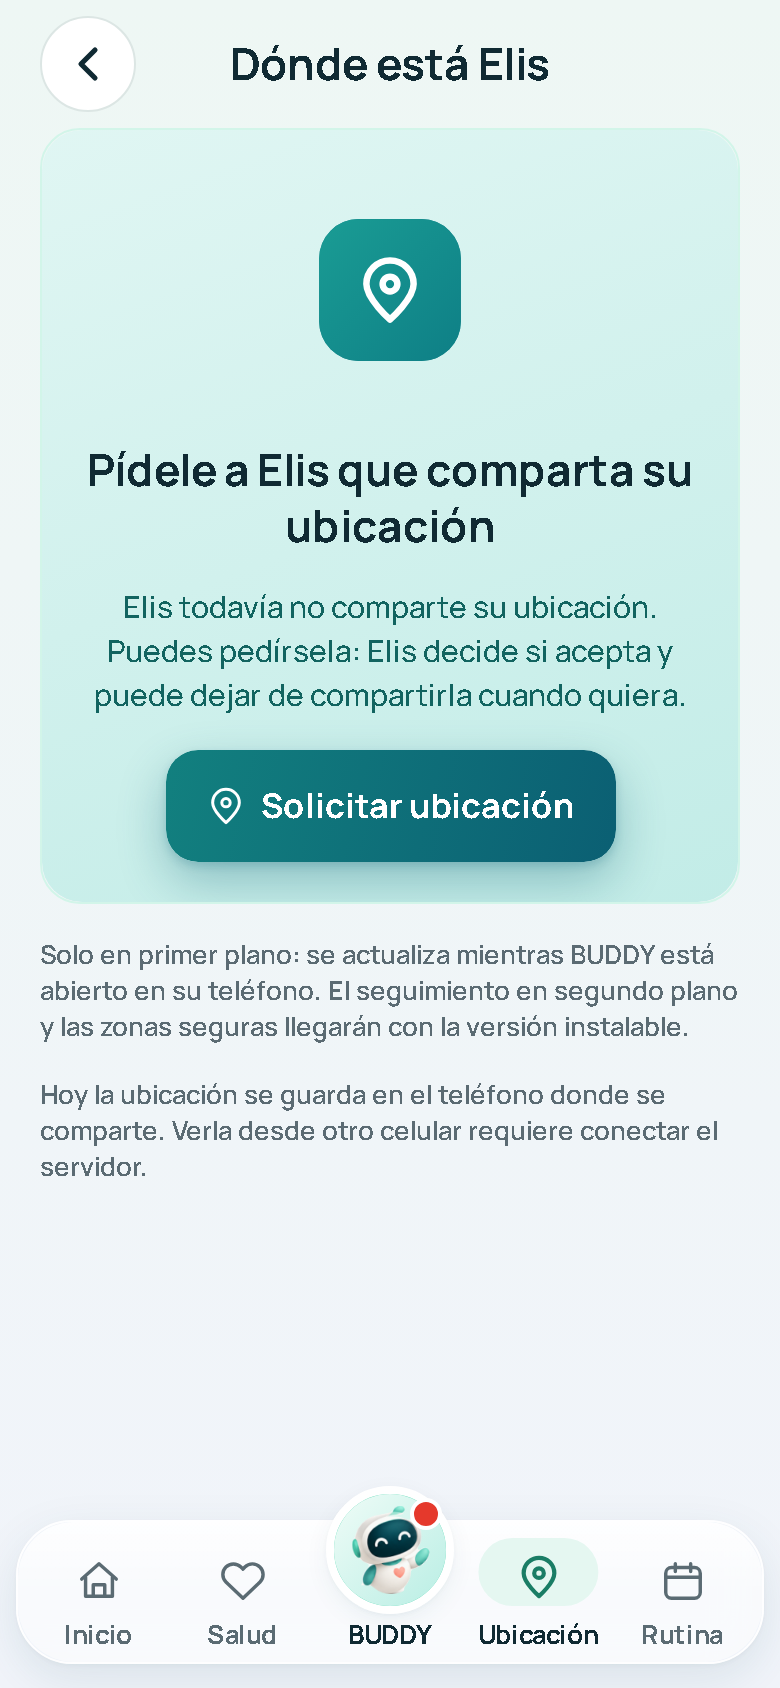 Dónde está Elis
Pídele a Elis que comparta su
ubicación
Elis todavía no comparte su ubicación.
Puedes pedírsela: Elis decide si acepta y
puede dejar de compartirla cuando quiera.
Solicitar ubicación
Solo en primer plano: se actualiza mientras BUDDY está
abierto en su teléfono. El seguimiento en segundo plano
y las zonas seguras llegarán con la versión instalable.
Hoy la ubicación se guarda en el teléfono donde se
comparte. Verla desde otro celular requiere conectar el
servidor.
Inicio
Salud
BUDDY
Ubicación
Rutina